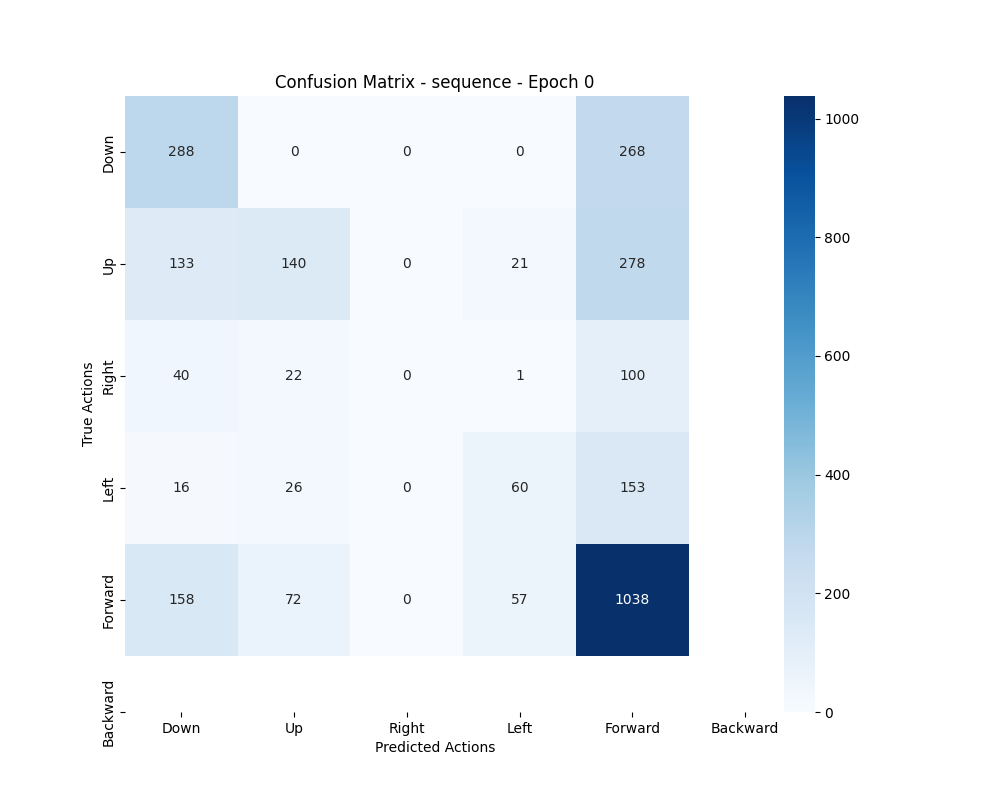 Confusion Matrix - sequence - Epoch 0
True Actions
Down 288 0 0 0 268
Up 133 140 0 21 278
Right 40 22 0 1 100
Left 16 26 0 60 153
Forward 158 72 0 57 1038
Backward
Down Up Right Left Forward Backward
Predicted Actions
1000
800
600
400
200
0